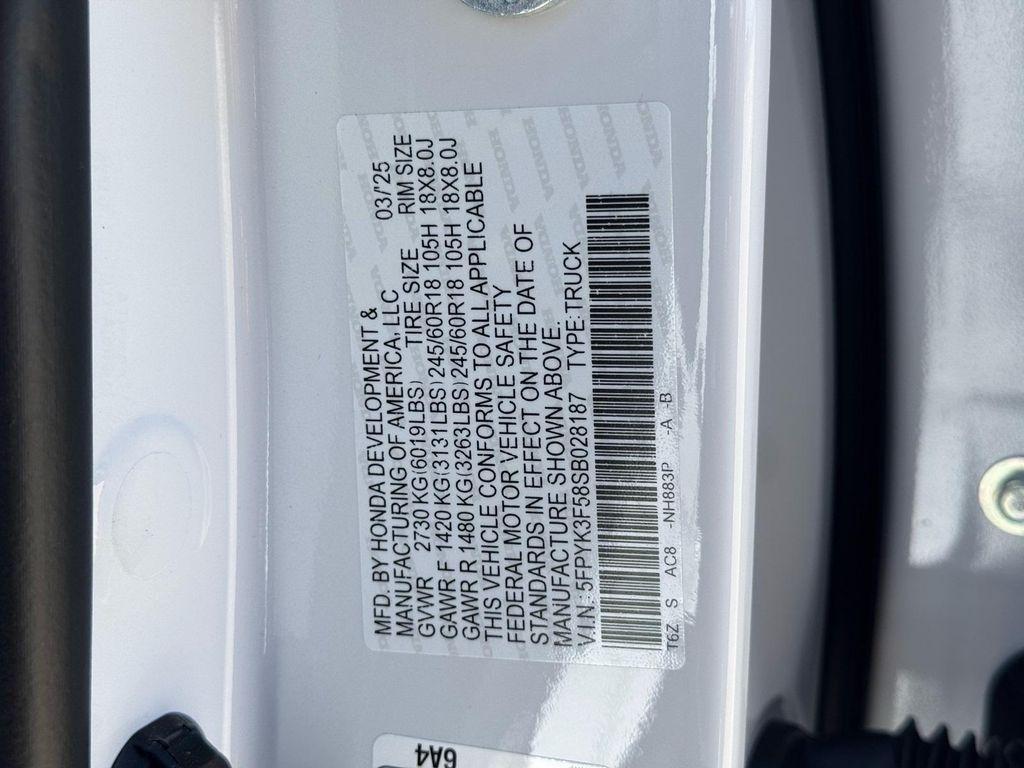 MFD. BY HONDA DEVELOPMENT &
MANUFACTURING OF AMERICA, LLC 03/'25
GVWR 2730 KG(6019LBS) TIRE SIZE RIM SIZE
GAWR F 1420 KG(3131LBS)245/60R18 105H 18X8.0J
GAWR R 1480 KG(3263LBS)245/60R18 105H 18X8.0J
THIS VEHICLE CONFORMS TO ALL APPLICABLE
FEDERAL MOTOR VEHICLE SAFETY
STANDARDS IN EFFECT ON THE DATE OF
MANUFACTURE SHOWN ABOVE.
V.I.N: 5FPYK3F58SB028187 TYPE:TRUCK
T6Z S AC8 -NH883P -A -B
6A4